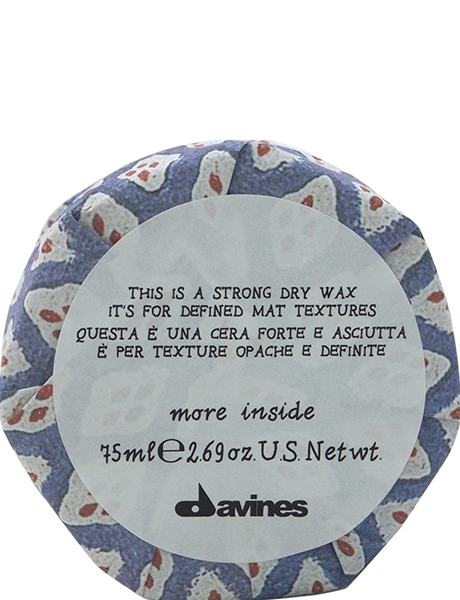 THIS IS A STRONG DRY WAX
IT'S FOR DEFINED MAT TEXTURES
QUESTA È UNA CERA FORTE E ASCIUTTA
È PER TEXTURE OPACHE E DEFINITE
more inside
75ml℮2.69oz.U.S.Netwt.
davines